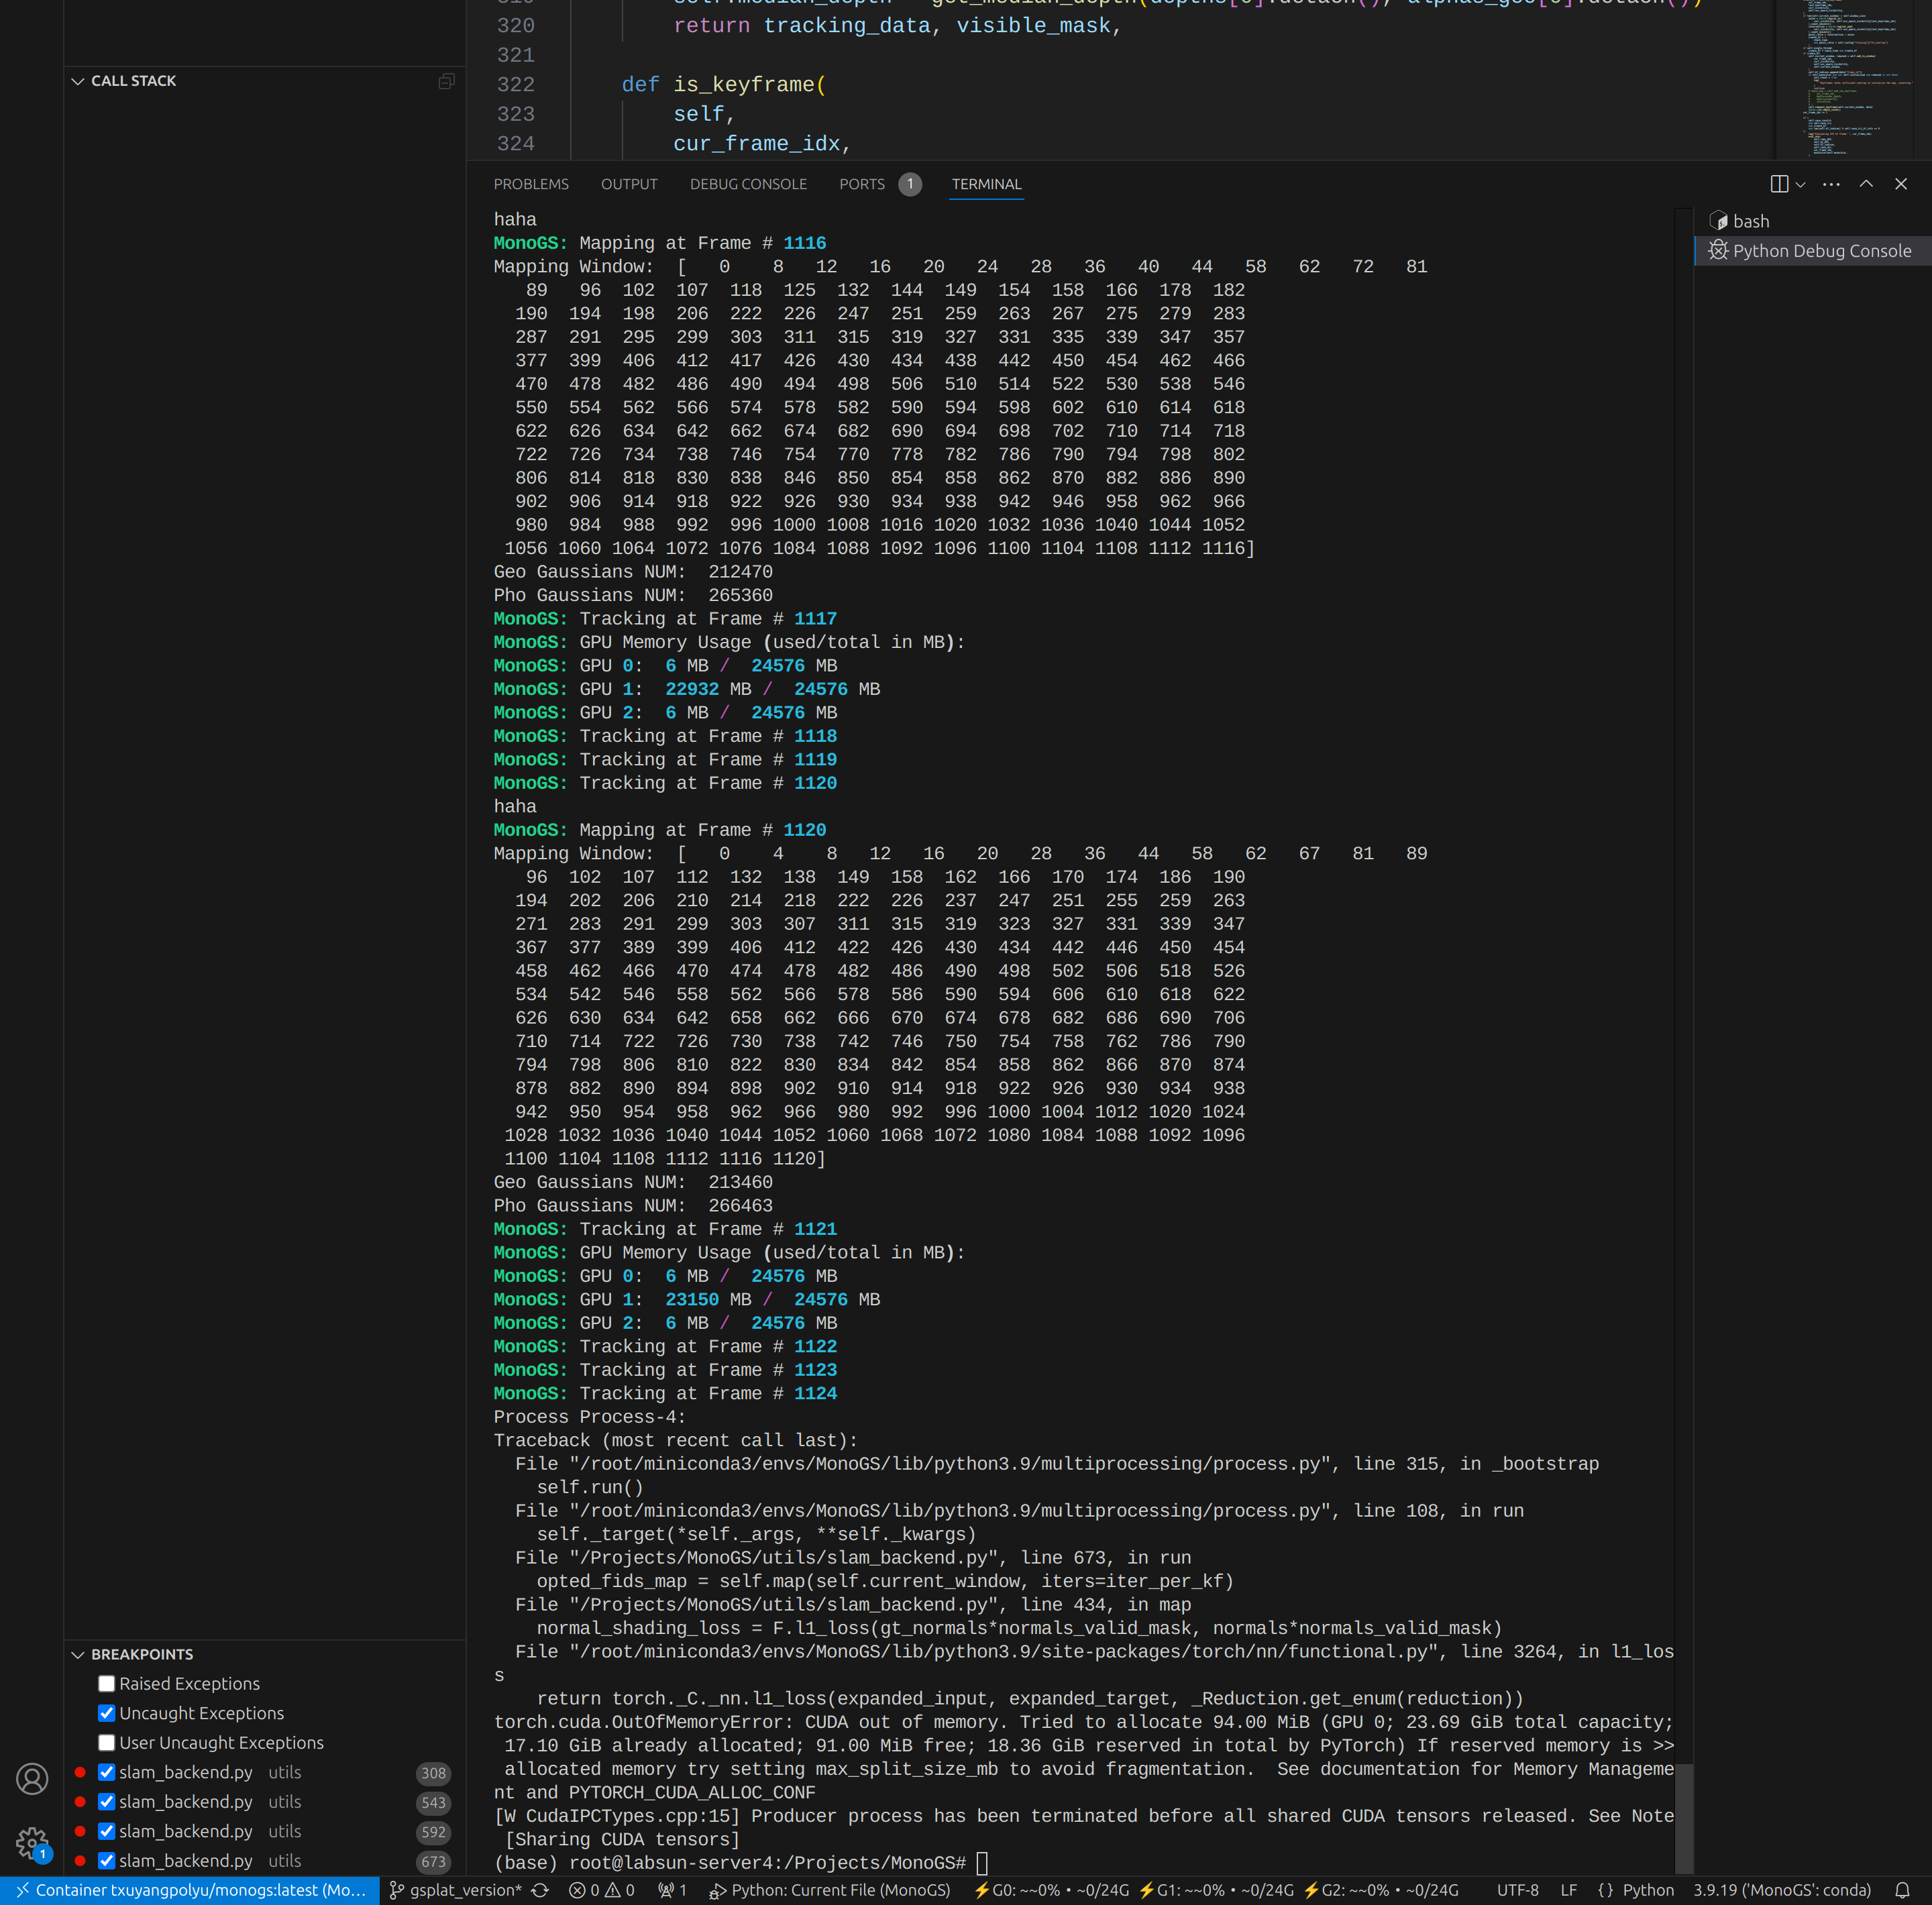 320 return tracking_data, visible_mask,
321
322 def is_keyframe(
323 self,
324 cur_frame_idx,
CALL STACK
PROBLEMS OUTPUT DEBUG CONSOLE PORTS 1 TERMINAL
bash
Python Debug Console
haha
MonoGS: Mapping at Frame # 1116
Mapping Window:  [   0    8   12   16   20   24   28   36   40   44   58   62   72   81
89   96  102  107  118  125  132  144  149  154  158  166  178  182
190  194  198  206  222  226  247  251  259  263  267  275  279  283
287  291  295  299  303  311  315  319  327  331  335  339  347  357
377  399  406  412  417  426  430  434  438  442  450  454  462  466
470  478  482  486  490  494  498  506  510  514  522  530  538  546
550  554  562  566  574  578  582  590  594  598  602  610  614  618
622  626  634  642  662  674  682  690  694  698  702  710  714  718
722  726  734  738  746  754  770  778  782  786  790  794  798  802
806  814  818  830  838  846  850  854  858  862  870  882  886  890
902  906  914  918  922  926  930  934  938  942  946  958  962  966
980  984  988  992  996 1000 1008 1016 1020 1032 1036 1040 1044 1052
1056 1060 1064 1072 1076 1084 1088 1092 1096 1100 1104 1108 1112 1116]
Geo Gaussians NUM:  212470
Pho Gaussians NUM:  265360
MonoGS: Tracking at Frame # 1117
MonoGS: GPU Memory Usage (used/total in MB):
MonoGS: GPU 0:  6 MB /  24576 MB
MonoGS: GPU 1:  22932 MB /  24576 MB
MonoGS: GPU 2:  6 MB /  24576 MB
MonoGS: Tracking at Frame # 1118
MonoGS: Tracking at Frame # 1119
MonoGS: Tracking at Frame # 1120
haha
MonoGS: Mapping at Frame # 1120
Mapping Window:  [   0    4    8   12   16   20   28   36   44   58   62   67   81   89
96  102  107  112  132  138  149  158  162  166  170  174  186  190
194  202  206  210  214  218  222  226  237  247  251  255  259  263
271  283  291  299  303  307  311  315  319  323  327  331  339  347
367  377  389  399  406  412  422  426  430  434  442  446  450  454
458  462  466  470  474  478  482  486  490  498  502  506  518  526
534  542  546  558  562  566  578  586  590  594  606  610  618  622
626  630  634  642  658  662  666  670  674  678  682  686  690  706
710  714  722  726  730  738  742  746  750  754  758  762  786  790
794  798  806  810  822  830  834  842  854  858  862  866  870  874
878  882  890  894  898  902  910  914  918  922  926  930  934  938
942  950  954  958  962  966  980  992  996 1000 1004 1012 1020 1024
1028 1032 1036 1040 1044 1052 1060 1068 1072 1080 1084 1088 1092 1096
1100 1104 1108 1112 1116 1120]
Geo Gaussians NUM:  213460
Pho Gaussians NUM:  266463
MonoGS: Tracking at Frame # 1121
MonoGS: GPU Memory Usage (used/total in MB):
MonoGS: GPU 0:  6 MB /  24576 MB
MonoGS: GPU 1:  23150 MB /  24576 MB
MonoGS: GPU 2:  6 MB /  24576 MB
MonoGS: Tracking at Frame # 1122
MonoGS: Tracking at Frame # 1123
MonoGS: Tracking at Frame # 1124
Process Process-4:
Traceback (most recent call last):
File "/root/miniconda3/envs/MonoGS/lib/python3.9/multiprocessing/process.py", line 315, in _bootstrap
self.run()
File "/root/miniconda3/envs/MonoGS/lib/python3.9/multiprocessing/process.py", line 108, in run
self._target(*self._args, **self._kwargs)
File "/Projects/MonoGS/utils/slam_backend.py", line 673, in run
opted_fids_map = self.map(self.current_window, iters=iter_per_kf)
File "/Projects/MonoGS/utils/slam_backend.py", line 434, in map
normal_shading_loss = F.l1_loss(gt_normals*normals_valid_mask, normals*normals_valid_mask)
File "/root/miniconda3/envs/MonoGS/lib/python3.9/site-packages/torch/nn/functional.py", line 3264, in l1_los
s
return torch._C._nn.l1_loss(expanded_input, expanded_target, _Reduction.get_enum(reduction))
torch.cuda.OutOfMemoryError: CUDA out of memory. Tried to allocate 94.00 MiB (GPU 0; 23.69 GiB total capacity;
17.10 GiB already allocated; 91.00 MiB free; 18.36 GiB reserved in total by PyTorch) If reserved memory is >>
allocated memory try setting max_split_size_mb to avoid fragmentation.  See documentation for Memory Manageme
nt and PYTORCH_CUDA_ALLOC_CONF
[W CudaIPCTypes.cpp:15] Producer process has been terminated before all shared CUDA tensors released. See Note
[Sharing CUDA tensors]
(base) root@labsun-server4:/Projects/MonoGS#
BREAKPOINTS
Raised Exceptions
Uncaught Exceptions
User Uncaught Exceptions
slam_backend.py utils 308
slam_backend.py utils 543
slam_backend.py utils 592
slam_backend.py utils 673
1
Container txuyangpolyu/monogs:latest (Mo... gsplat_version* 0 0 1 Python: Current File (MonoGS) ⚡G0: ~~0% • ~0/24G ⚡G1: ~~0% • ~0/24G ⚡G2: ~~0% • ~0/24G UTF-8 LF {} Python 3.9.19 ('MonoGS': conda)